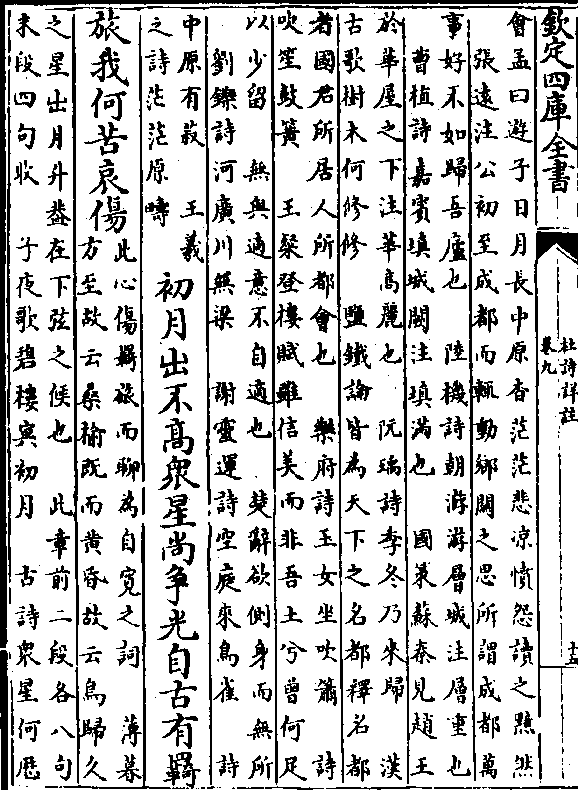 欽定四庫全書
杜詩詳註
卷九
十五
會孟曰遊子日月長中原杳茫茫悲凉憤怨讀之黯然
張遠注公初至成都而輒動鄉關之思所謂成都萬
事好不如歸吾廬也 陸機詩朝游游層城注層重也
曹植詩嘉賓填城闕注填滿也 國策蘇秦見趙王
於華屋之下注華高麗也 阮瑀詩季冬乃來歸 漢
古歌樹木何修修 鹽鐵論皆為天下之名都釋名都
者國君所居人所都會也 樂府詩玉女坐吹簫 詩
吹笙鼓簧 王粲登樓賦雖信美而非吾土兮曾何足
以少留 無與適意不自適也 楚辭欲側身而無所
劉鑠詩河廣川無梁 謝靈運詩空庭來鳥雀 詩
中原有菽 王羲
之詩茫茫原疇
初月出不高衆星尚爭光自古有羇
旅我何苦哀傷
此心傷羇旅而聊為自寛之詞 薄暮
方至故云桑榆既而黄昏故云鳥歸久
之星出月升葢在下弦之候也 此章前二段各八句
末段四句收 子夜歌碧樓冥初月 古詩衆星何歷